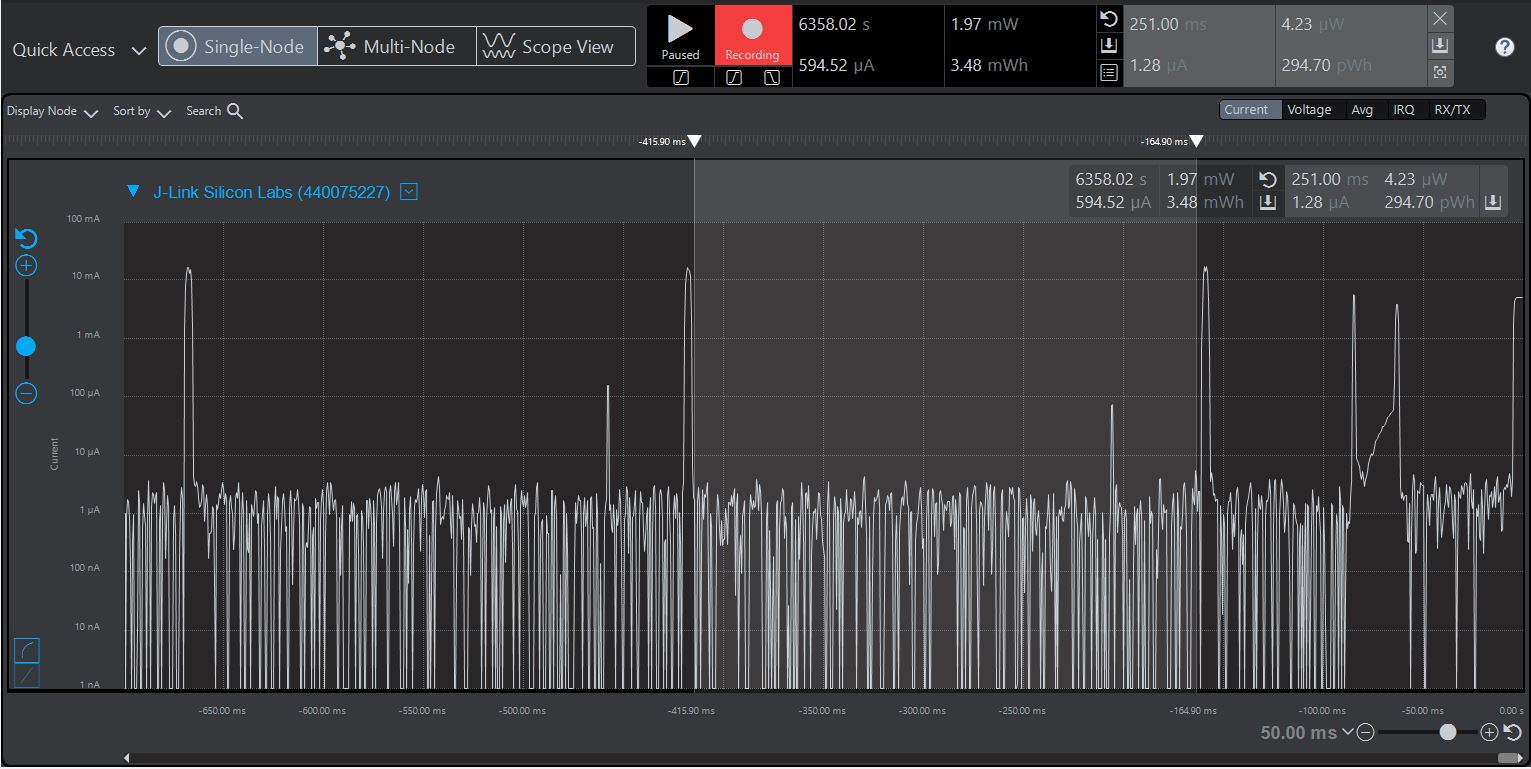 Quick Access Single-Node Multi-Node Scope View
Paused Recording
6358.02 s 1.97 mW 251.00 ms 4.23 µW
594.52 µA 3.48 mWh 1.28 µA 294.70 pWh
?
Display Node Sort by Search Current Voltage Avg IRQ RX/TX
-415.90 ms -164.90 ms
J-Link Silicon Labs (440075227)
6358.02 s 1.97 mW 251.00 ms 4.23 µW
594.52 µA 3.48 mWh 1.28 µA 294.70 pWh
100 mA
10 mA
1 mA
100 µA
10 µA
1 µA
100 nA
10 nA
1 nA
Current
-650.00 ms -600.00 ms -550.00 ms -500.00 ms -415.90 ms -350.00 ms -300.00 ms -250.00 ms -164.90 ms -100.00 ms -50.00 ms 0.00 s
50.00 ms